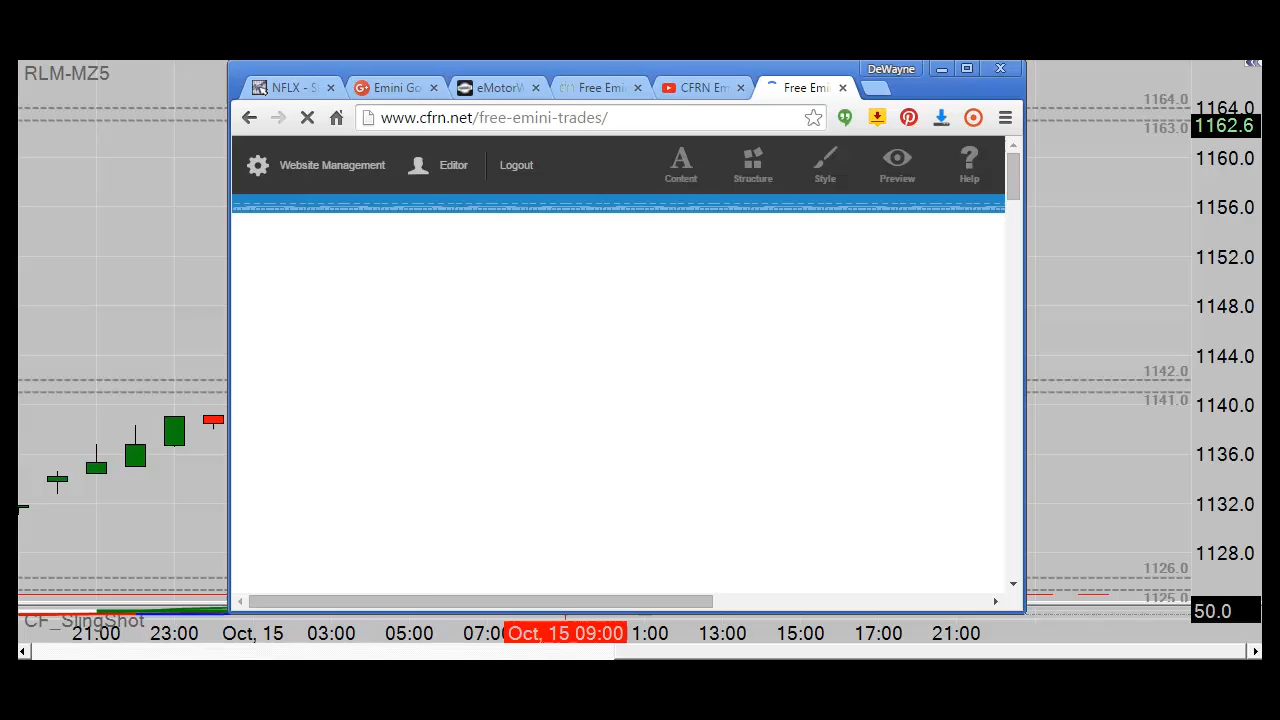 RLM-MZ5
DeWayne
NFLX - S
Emini Go
eMotorW
Free Emi
CFRN Em
Free Emi
www.cfrn.net/free-emini-trades/
Website Management
Editor
Logout
Content
Structure
Style
Preview
Help
1164.0
1163.0
1142.0
1141.0
1126.0
1125.0
1164.0
1162.6
1160.0
1156.0
1152.0
1148.0
1144.0
1140.0
1136.0
1132.0
1128.0
50.0
CF_SlingShot
21:00 23:00 Oct, 15 03:00 05:00 07:00 Oct, 15 09:00 1:00 13:00 15:00 17:00 19:00 21:00